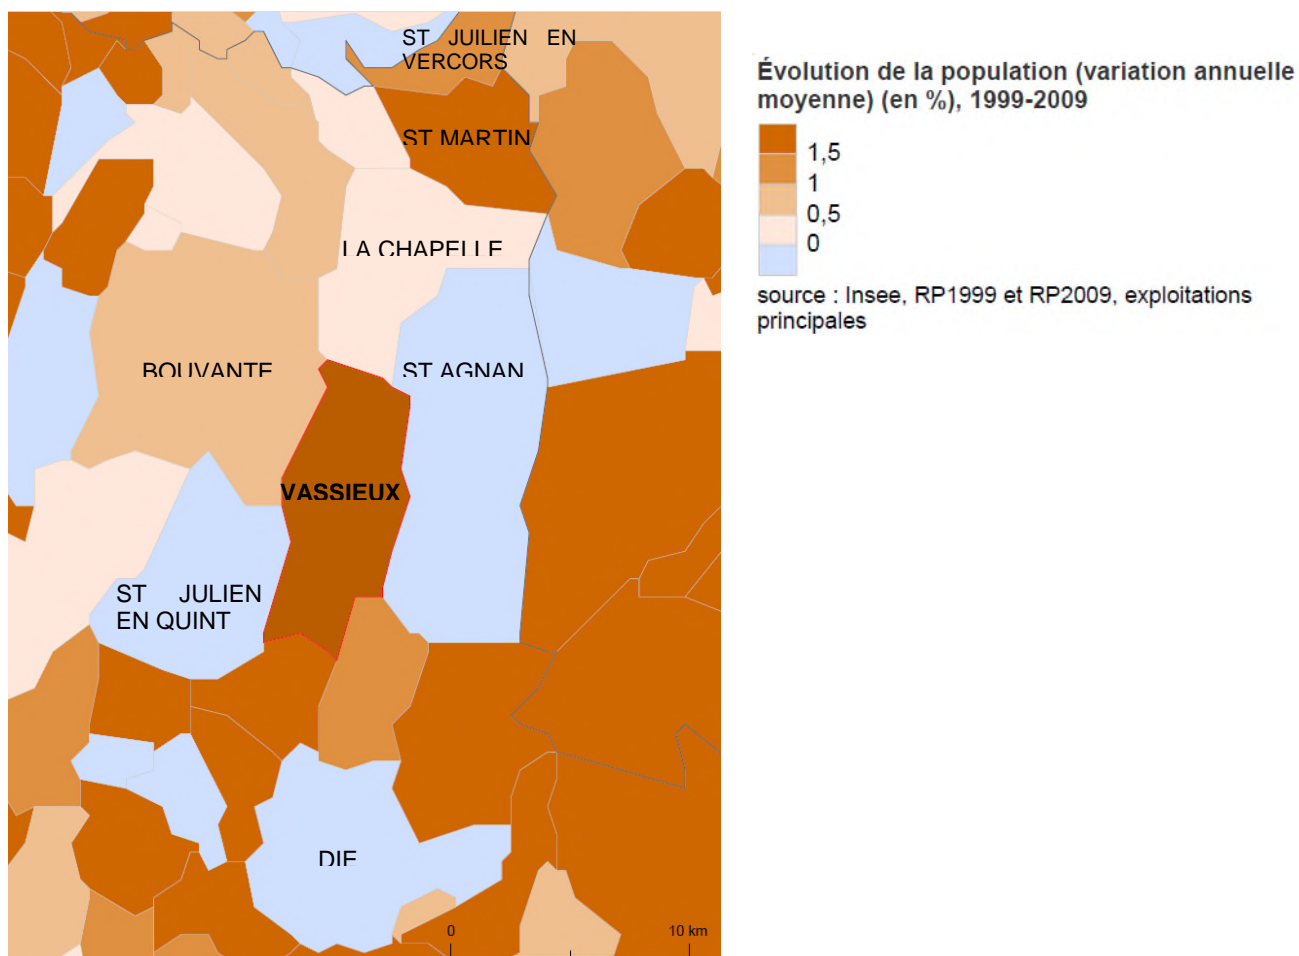 ST JUILIEN EN
VERCORS
ST MARTIN
LA CHAPELLE
BOUVANTE
ST AGNAN
VASSIEUX
ST JULIEN
EN QUINT
DIE
0 10 km
Évolution de la population (variation annuelle
moyenne) (en %), 1999-2009
1,5
1
0,5
0
source : Insee, RP1999 et RP2009, exploitations
principales